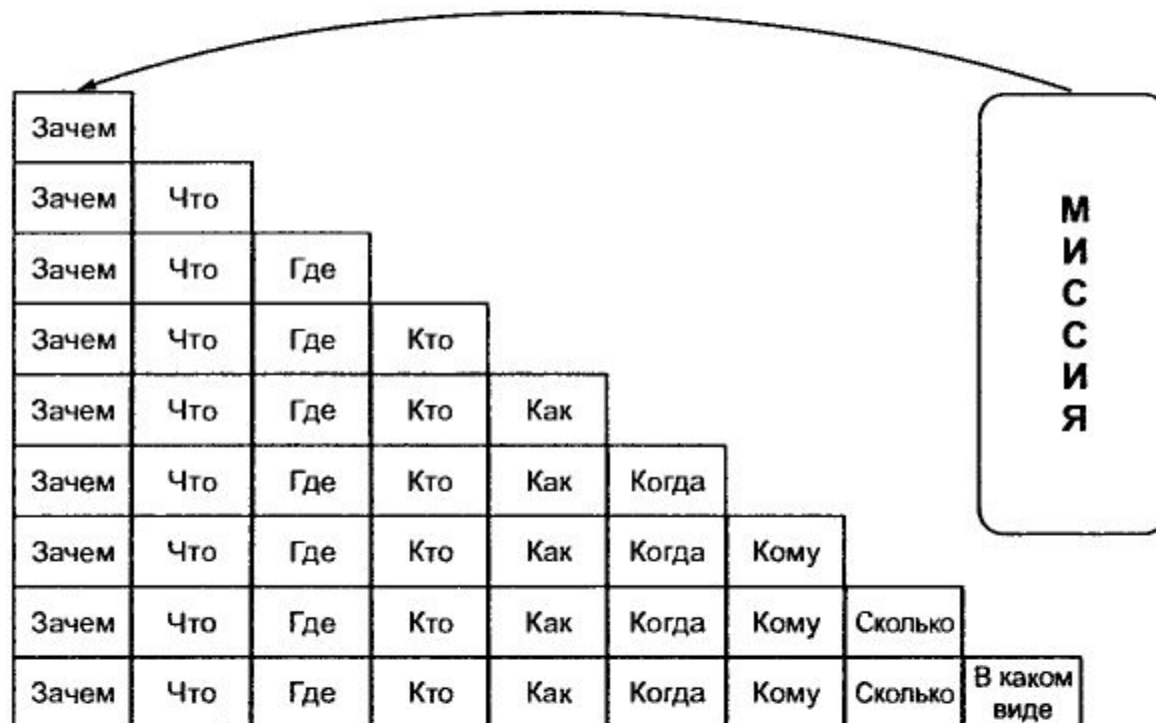 Зачем
Зачем Что
Зачем Что Где
Зачем Что Где Кто
Зачем Что Где Кто Как
Зачем Что Где Кто Как Когда
Зачем Что Где Кто Как Когда Кому
Зачем Что Где Кто Как Когда Кому Сколько
Зачем Что Где Кто Как Когда Кому Сколько В каком
виде
М
И
С
С
И
Я